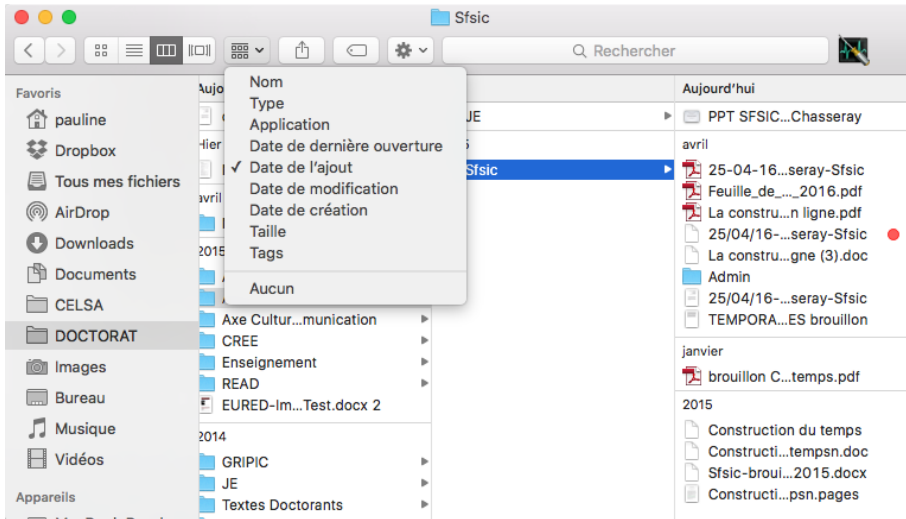 Sfsic
Rechercher
Favoris
pauline
Dropbox
Tous mes fichiers
AirDrop
Downloads
Documents
CELSA
DOCTORAT
Images
Bureau
Musique
Vidéos
Appareils
Aujo
Hier
avril
2015
Axe Cultur...munication
CREE
Enseignement
READ
EURED-Im...Test.docx 2
2014
GRIPIC
JE
Textes Doctorants
Nom
Type
Application
Date de dernière ouverture
✓ Date de l'ajout
Date de modification
Date de création
Taille
Tags
Aucun
JE
Sfsic
Aujourd'hui
PPT SFSIC...Chasseray
avril
25-04-16...seray-Sfsic
Feuille_de_..._2016.pdf
La constru...n ligne.pdf
25/04/16-...seray-Sfsic
La constru...gne (3).doc
Admin
25/04/16-...seray-Sfsic
TEMPORA...ES brouillon
janvier
brouillon C...temps.pdf
2015
Construction du temps
Constructi...tempsn.doc
Sfsic-broui...2015.docx
Constructi...psn.pages